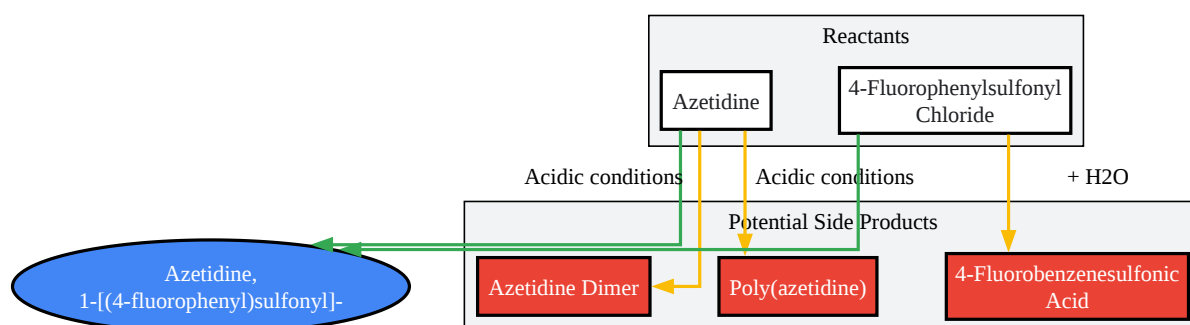 Reactants
Azetidine
4-Fluorophenylsulfonyl
Chloride
Acidic conditions
Acidic conditions
+ H2O
Potential Side Products
Azetidine,
1-[(4-fluorophenyl)sulfonyl]-
Azetidine Dimer
Poly(azetidine)
4-Fluorobenzenesulfonic
Acid